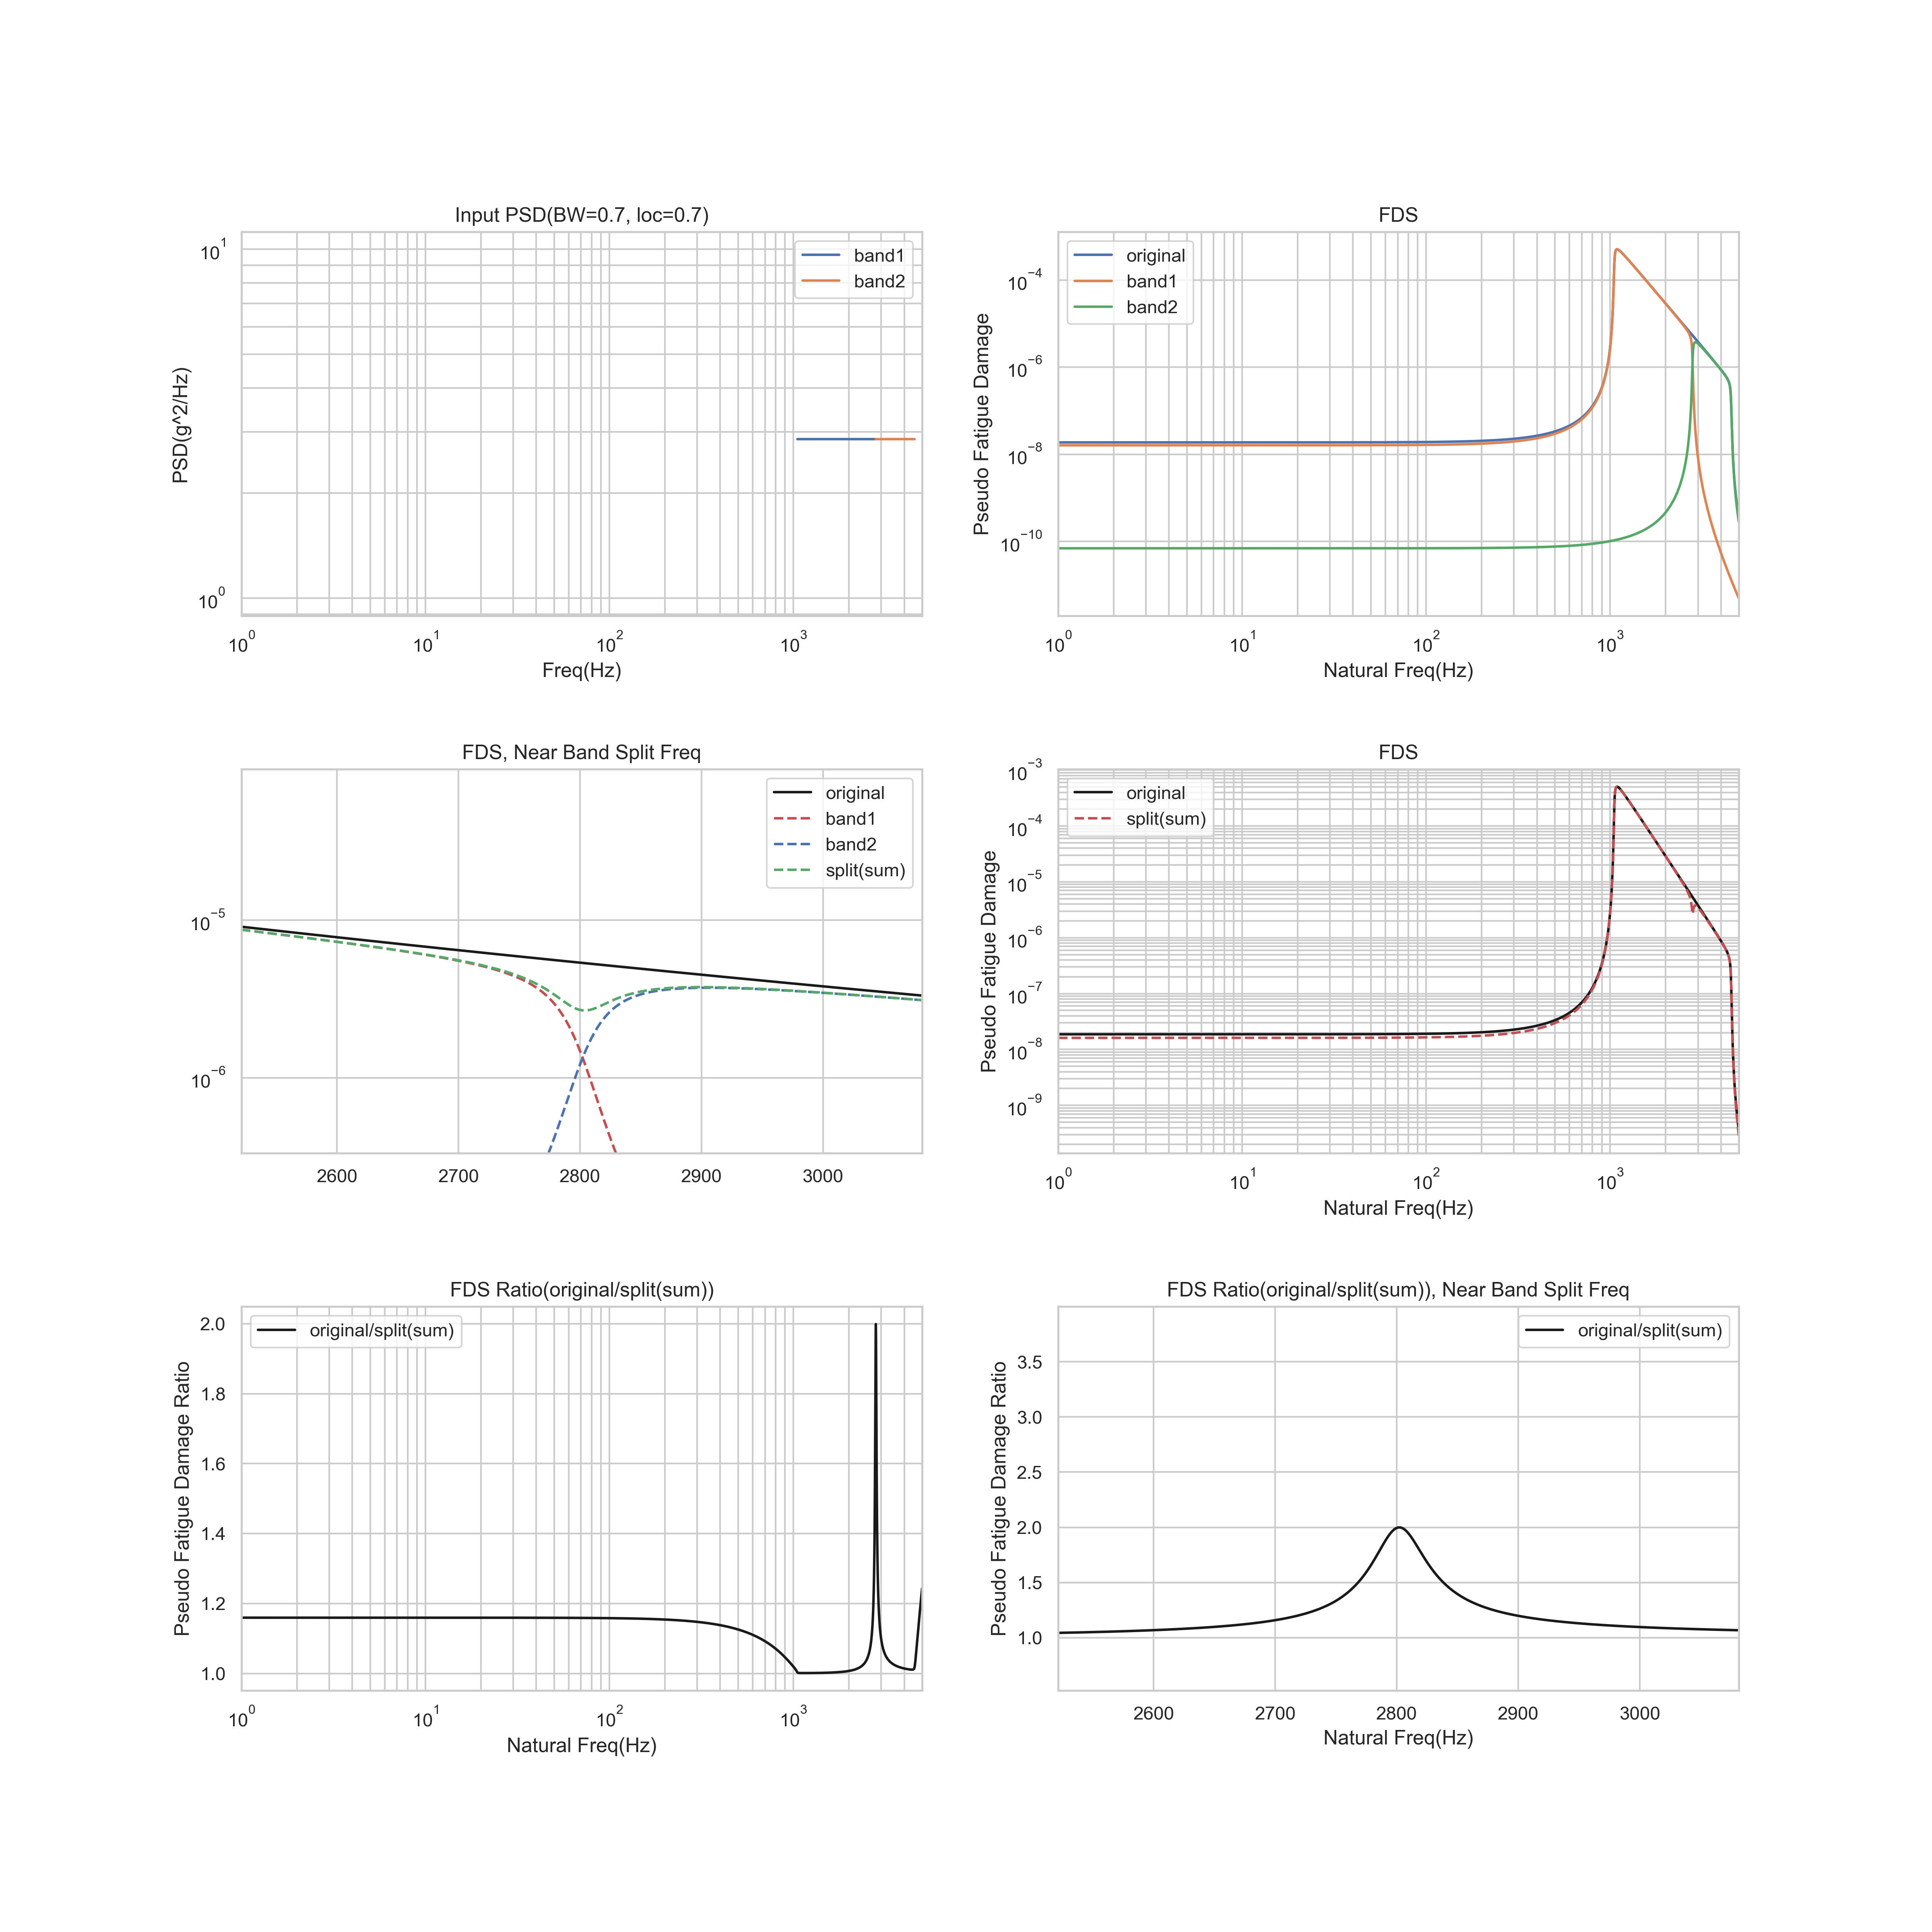 Input PSD(BW=0.7, loc=0.7)
PSD(g^2/Hz)
10^1
10^0
band1
band2
10^0 10^1 10^2 10^3
Freq(Hz)
FDS
Pseudo Fatigue Damage
10^−4
10^−6
10^−8
10^−10
original
band1
band2
10^0 10^1 10^2 10^3
Natural Freq(Hz)
FDS, Near Band Split Freq
10^−5
10^−6
original
band1
band2
split(sum)
2600 2700 2800 2900 3000
FDS
Pseudo Fatigue Damage
10^−3
10^−4
10^−5
10^−6
10^−7
10^−8
10^−9
original
split(sum)
10^0 10^1 10^2 10^3
Natural Freq(Hz)
FDS Ratio(original/split(sum))
Pseudo Fatigue Damage Ratio
2.0
1.8
1.6
1.4
1.2
1.0
original/split(sum)
10^0 10^1 10^2 10^3
Natural Freq(Hz)
FDS Ratio(original/split(sum)), Near Band Split Freq
Pseudo Fatigue Damage Ratio
3.5
3.0
2.5
2.0
1.5
1.0
original/split(sum)
2600 2700 2800 2900 3000
Natural Freq(Hz)